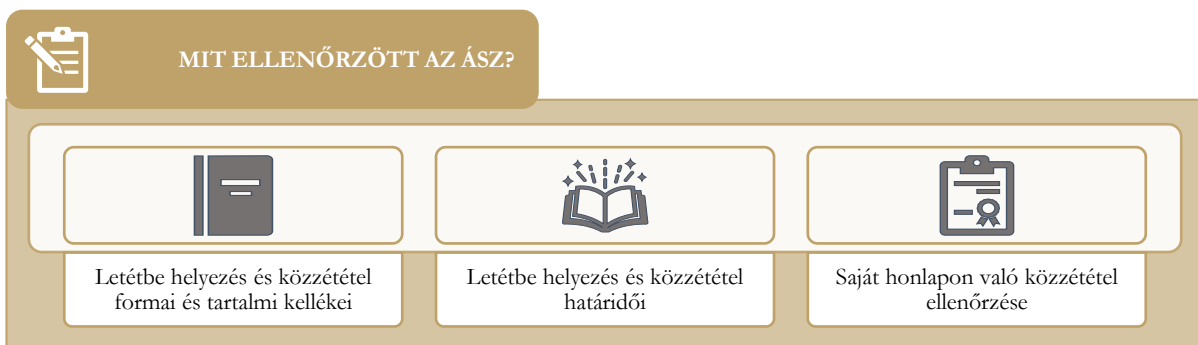 MIT ELLENŐRZÖTT AZ ÁSZ?
Letétbe helyezés és közzététel
formai és tartalmi kellékei
Letétbe helyezés és közzététel
határidői
Saját honlapon való közzététel
ellenőrzése